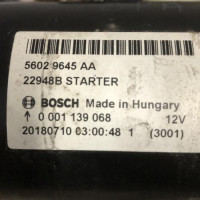 5602 9645 AA
22948B STARTER
BOSCH Made in Hungary
0 001 139 068 12V
20180710 03:00:48 1 (3001)